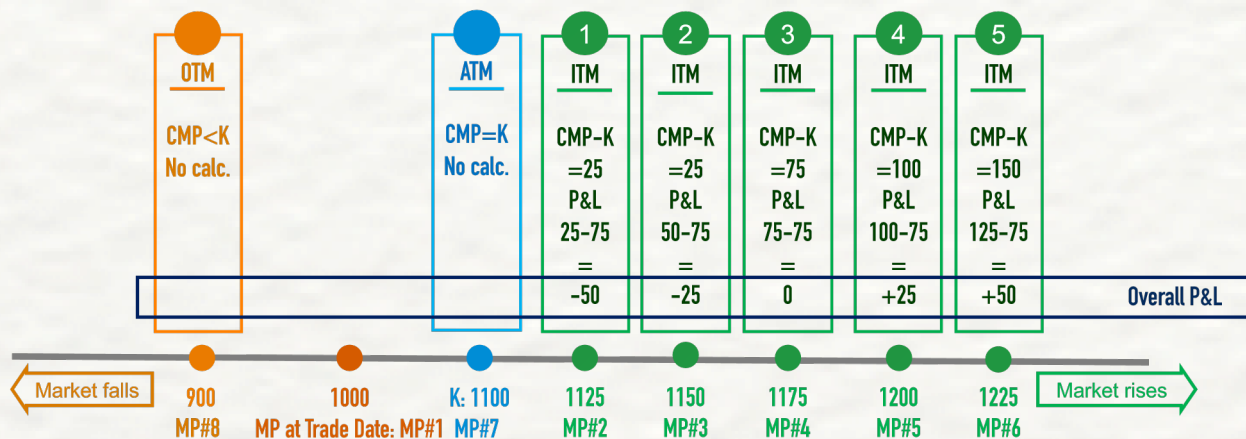 1
2
3
4
5
OTM
ATM
ITM
ITM
ITM
ITM
ITM
CMP<K
No calc.
CMP=K
No calc.
CMP-K
=25
P&L
25-75
=
-50
CMP-K
=25
P&L
50-75
=
-25
CMP-K
=75
P&L
75-75
=
0
CMP-K
=100
P&L
100-75
=
+25
CMP-K
=150
P&L
125-75
=
+50
Overall P&L
Market falls
900
MP#8
1000
MP at Trade Date: MP#1
K: 1100
MP#7
1125
MP#2
1150
MP#3
1175
MP#4
1200
MP#5
1225
MP#6
Market rises